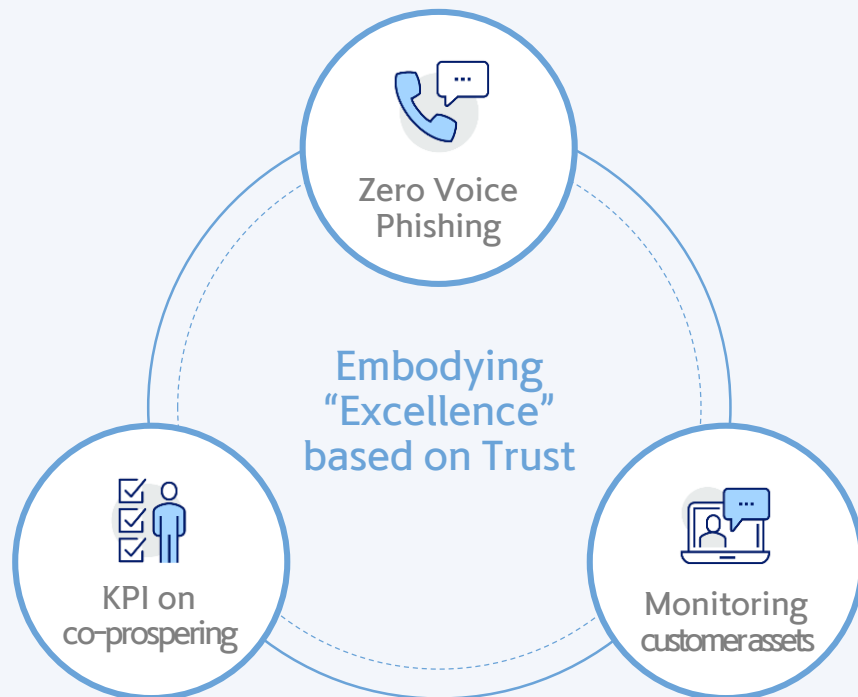 Zero Voice
Phishing
Embodying
“Excellence”
based on Trust
KPI on
co-prospering
Monitoring
customer assets